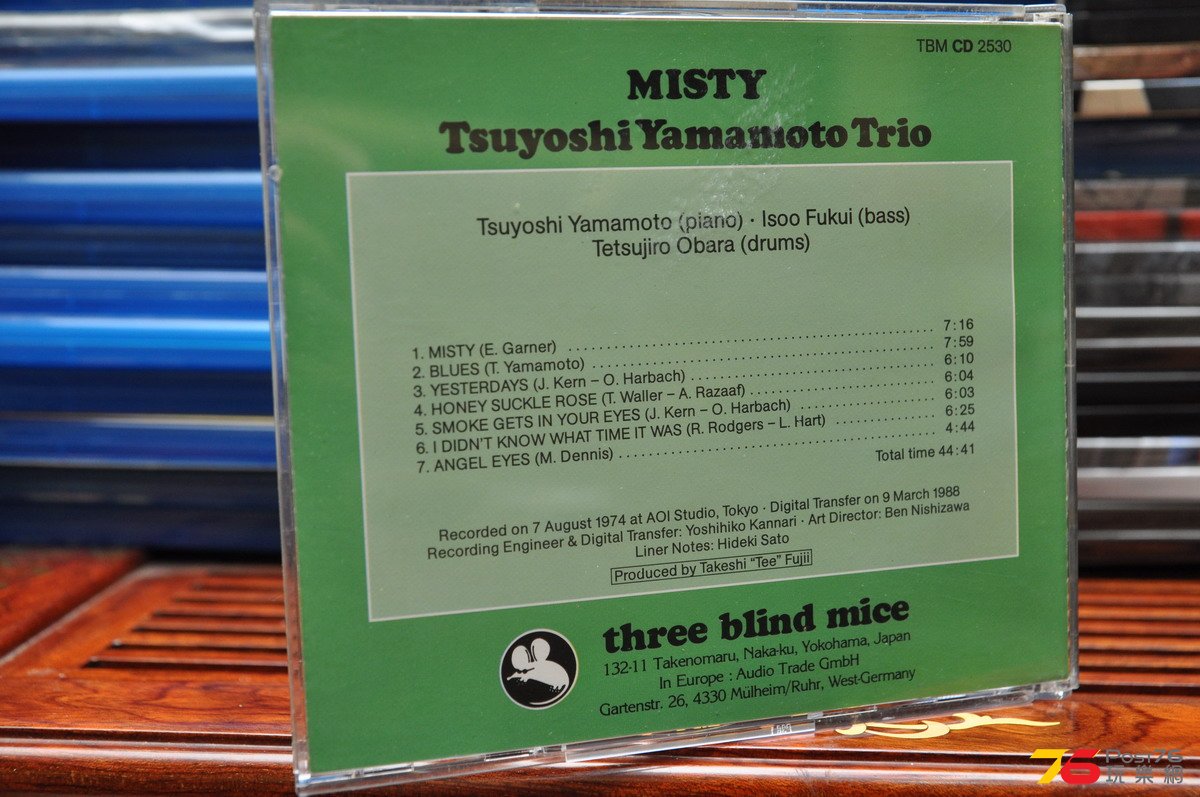 TBM CD 2530
MISTY
Tsuyoshi Yamamoto Trio
Tsuyoshi Yamamoto (piano) · Isoo Fukui (bass)
Tetsujiro Obara (drums)
1. MISTY (E. Garner) 7:16
2. BLUES (T. Yamamoto) 7:59
3. YESTERDAYS (J. Kern – O. Harbach) 6:10
4. HONEY SUCKLE ROSE (T. Waller – A. Razaaf) 6:04
5. SMOKE GETS IN YOUR EYES (J. Kern – O. Harbach) 6:03
6. I DIDN'T KNOW WHAT TIME IT WAS (R. Rodgers – L. Hart) 6:25
7. ANGEL EYES (M. Dennis) 4:44
Total time 44:41
Recorded on 7 August 1974 at AOI Studio, Tokyo · Digital Transfer on 9 March 1988
Recording Engineer & Digital Transfer: Yoshihiko Kannari · Art Director: Ben Nishizawa
Liner Notes: Hideki Sato
Produced by Takeshi "Tee" Fujii
three blind mice
132-11 Takenomaru, Naka-ku, Yokohama, Japan
In Europe : Audio Trade GmbH
Gartenstr. 26, 4330 Mülheim/Ruhr, West-Germany
76 Post76
玩樂網